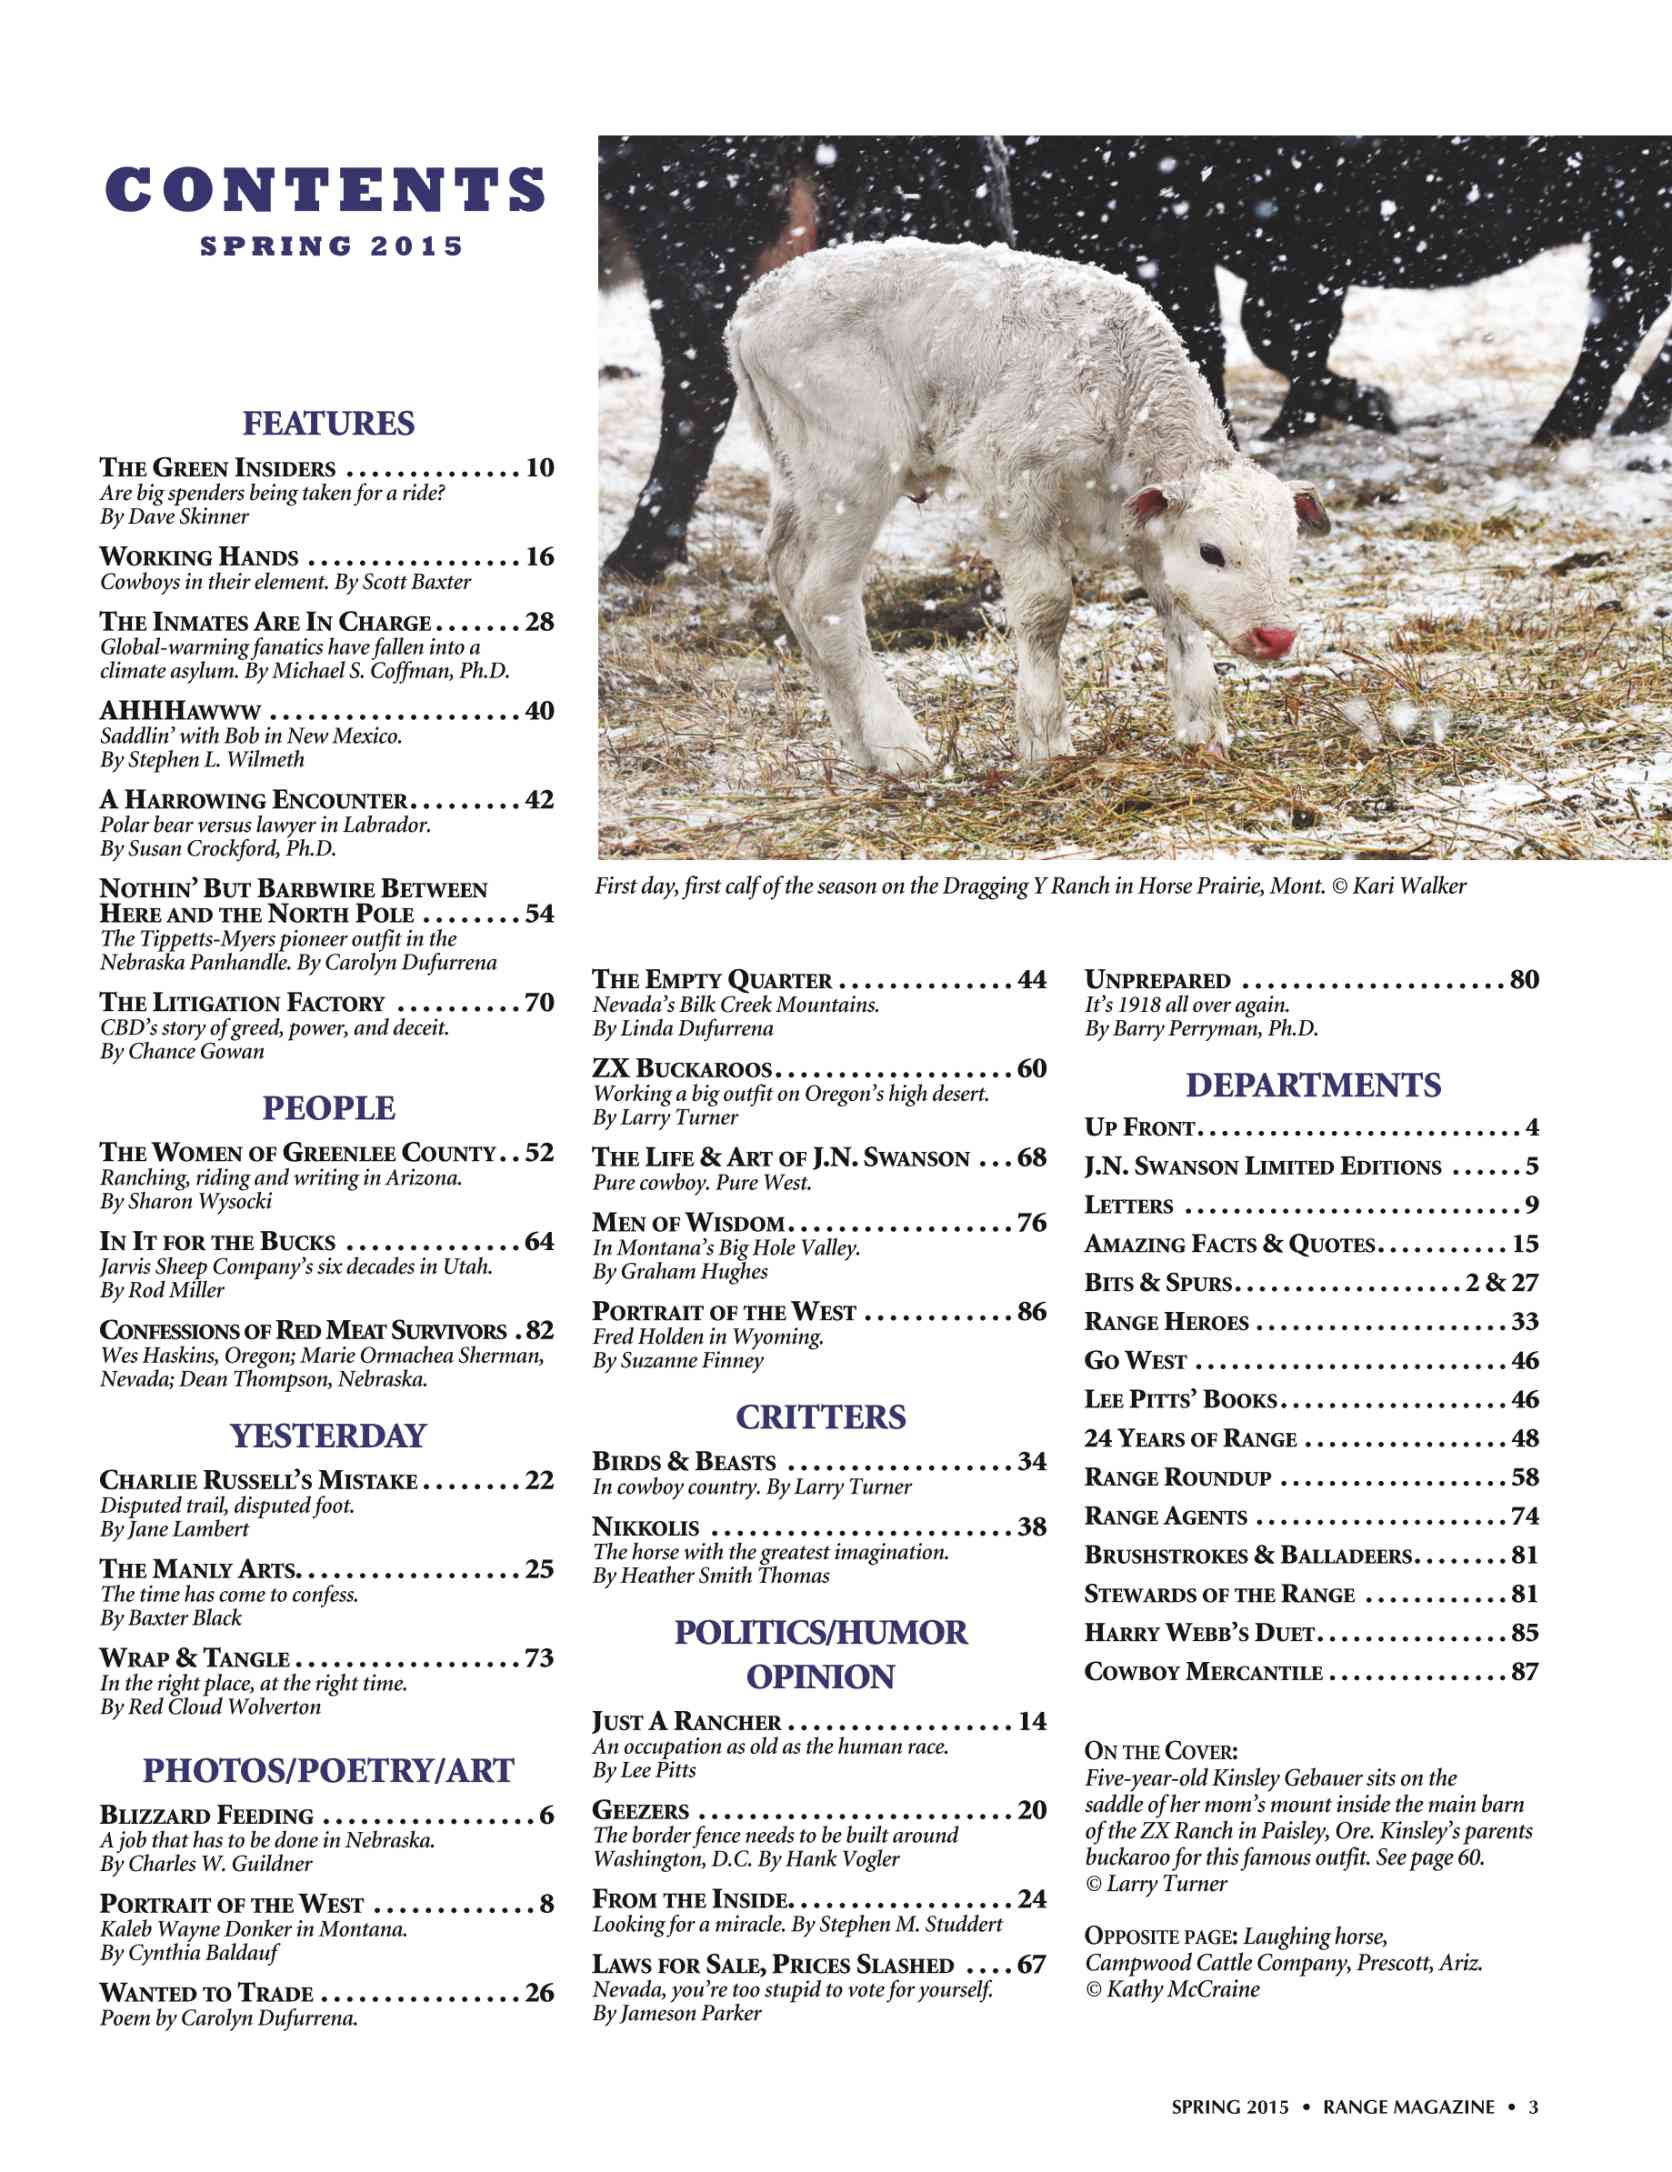 CONTENTS
SPRING 2015
FEATURES
THE GREEN INSIDERS . . . . . . . . . . . . . . 10
Are big spenders being taken for a ride?
By Dave Skinner
WORKING HANDS . . . . . . . . . . . . . . . . . 16
Cowboys in their element. By Scott Baxter
THE INMATES ARE IN CHARGE . . . . . . . 28
Global-warming fanatics have fallen into a
climate asylum. By Michael S. Coffman, Ph.D.
AHHHAWWW . . . . . . . . . . . . . . . . . . . . 40
Saddlin' with Bob in New Mexico.
By Stephen L. Wilmeth
A HARROWING ENCOUNTER . . . . . . . . . 42
Polar bear versus lawyer in Labrador.
By Susan Crockford, Ph.D.
NOTHIN' BUT BARBWIRE BETWEEN
HERE AND THE NORTH POLE . . . . . . . . 54
The Tippetts-Myers pioneer outfit in the
Nebraska Panhandle. By Carolyn Dufurrena
THE LITIGATION FACTORY . . . . . . . . . . 70
CBD's story of greed, power, and deceit.
By Chance Gowan
PEOPLE
THE WOMEN OF GREENLEE COUNTY . . 52
Ranching, riding and writing in Arizona.
By Sharon Wysocki
IN IT FOR THE BUCKS . . . . . . . . . . . . . . 64
Jarvis Sheep Company's six decades in Utah.
By Rod Miller
CONFESSIONS OF RED MEAT SURVIVORS . 82
Wes Haskins, Oregon; Marie Ormachea Sherman,
Nevada; Dean Thompson, Nebraska.
YESTERDAY
CHARLIE RUSSELL'S MISTAKE . . . . . . . . 22
Disputed trail, disputed foot.
By Jane Lambert
THE MANLY ARTS. . . . . . . . . . . . . . . . . . 25
The time has come to confess.
By Baxter Black
WRAP & TANGLE . . . . . . . . . . . . . . . . . . 73
In the right place, at the right time.
By Red Cloud Wolverton
PHOTOS/POETRY/ART
BLIZZARD FEEDING . . . . . . . . . . . . . . . . . 6
A job that has to be done in Nebraska.
By Charles W. Guildner
PORTRAIT OF THE WEST . . . . . . . . . . . . . 8
Kaleb Wayne Donker in Montana.
By Cynthia Baldauf
WANTED TO TRADE . . . . . . . . . . . . . . . . 26
Poem by Carolyn Dufurrena.
First day, first calf of the season on the Dragging Y Ranch in Horse Prairie, Mont. © Kari Walker
THE EMPTY QUARTER . . . . . . . . . . . . . . 44
Nevada's Bilk Creek Mountains.
By Linda Dufurrena
ZX BUCKAROOS . . . . . . . . . . . . . . . . . . . 60
Working a big outfit on Oregon's high desert.
By Larry Turner
THE LIFE & ART OF J.N. SWANSON . . . 68
Pure cowboy. Pure West.
MEN OF WISDOM . . . . . . . . . . . . . . . . . . 76
In Montana's Big Hole Valley.
By Graham Hughes
PORTRAIT OF THE WEST . . . . . . . . . . . . 86
Fred Holden in Wyoming.
By Suzanne Finney
CRITTERS
BIRDS & BEASTS . . . . . . . . . . . . . . . . . . 34
In cowboy country. By Larry Turner
NIKKOLIS . . . . . . . . . . . . . . . . . . . . . . . . 38
The horse with the greatest imagination.
By Heather Smith Thomas
POLITICS/HUMOR
OPINION
JUST A RANCHER . . . . . . . . . . . . . . . . . . 14
An occupation as old as the human race.
By Lee Pitts
GEEZERS . . . . . . . . . . . . . . . . . . . . . . . . . 20
The border fence needs to be built around
Washington, D.C. By Hank Vogler
FROM THE INSIDE. . . . . . . . . . . . . . . . . . 24
Looking for a miracle. By Stephen M. Studdert
LAWS FOR SALE, PRICES SLASHED . . . . 67
Nevada, you're too stupid to vote for yourself.
By Jameson Parker
UNPREPARED . . . . . . . . . . . . . . . . . . . . . 80
It's 1918 all over again.
By Barry Perryman, Ph.D.
DEPARTMENTS
UP FRONT . . . . . . . . . . . . . . . . . . . . . . . . . . 4
J.N. SWANSON LIMITED EDITIONS . . . . . . 5
LETTERS . . . . . . . . . . . . . . . . . . . . . . . . . . . 9
AMAZING FACTS & QUOTES . . . . . . . . . . . 15
BITS & SPURS . . . . . . . . . . . . . . . . . . 2 & 27
RANGE HEROES . . . . . . . . . . . . . . . . . . . . 33
GO WEST . . . . . . . . . . . . . . . . . . . . . . . . . 46
LEE PITTS' BOOKS . . . . . . . . . . . . . . . . . . 46
24 YEARS OF RANGE . . . . . . . . . . . . . . . . 48
RANGE ROUNDUP . . . . . . . . . . . . . . . . . . 58
RANGE AGENTS . . . . . . . . . . . . . . . . . . . . 74
BRUSHSTROKES & BALLADEERS . . . . . . . . 81
STEWARDS OF THE RANGE . . . . . . . . . . . . 81
HARRY WEBB'S DUET . . . . . . . . . . . . . . . 85
COWBOY MERCANTILE . . . . . . . . . . . . . . . 87
ON THE COVER:
Five-year-old Kinsley Gebauer sits on the
saddle of her mom's mount inside the main barn
of the ZX Ranch in Paisley, Ore. Kinsley's parents
buckaroo for this famous outfit. See page 60.
© Larry Turner
OPPOSITE PAGE: Laughing horse,
Campwood Cattle Company, Prescott, Ariz.
© Kathy McCraine
SPRING 2015 • RANGE MAGAZINE • 3